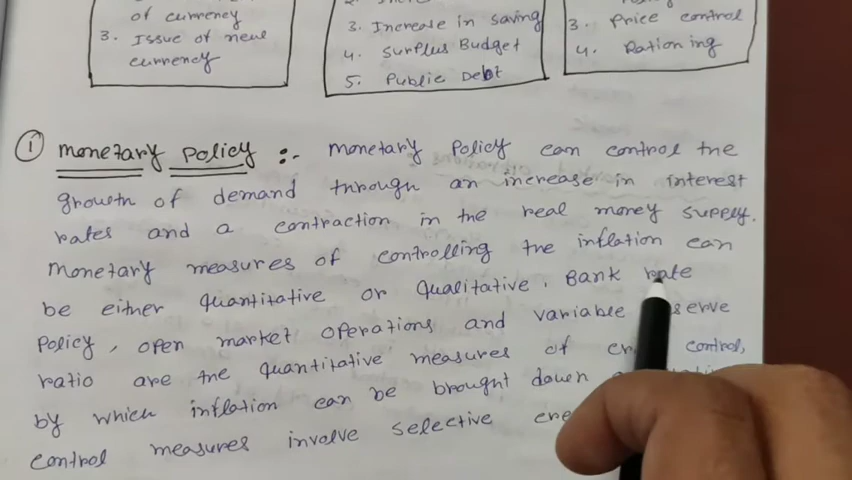 of currency
3. Issue of new
currency
3. Increase in saving
4. Surplus Budget
5. Public Debt
3. Price control
4. Rationing
① Monetary Policy :- Monetary Policy can control the
growth of demand through an increase in interest
rates and a contraction in the real money supply.
Monetary measures of controlling the inflation can
be either quantitative or qualitative. Bank rate
Policy, open market operations and variable
ratio are the quantitative measures of control,
by which inflation can be brought down
control measures involve selective